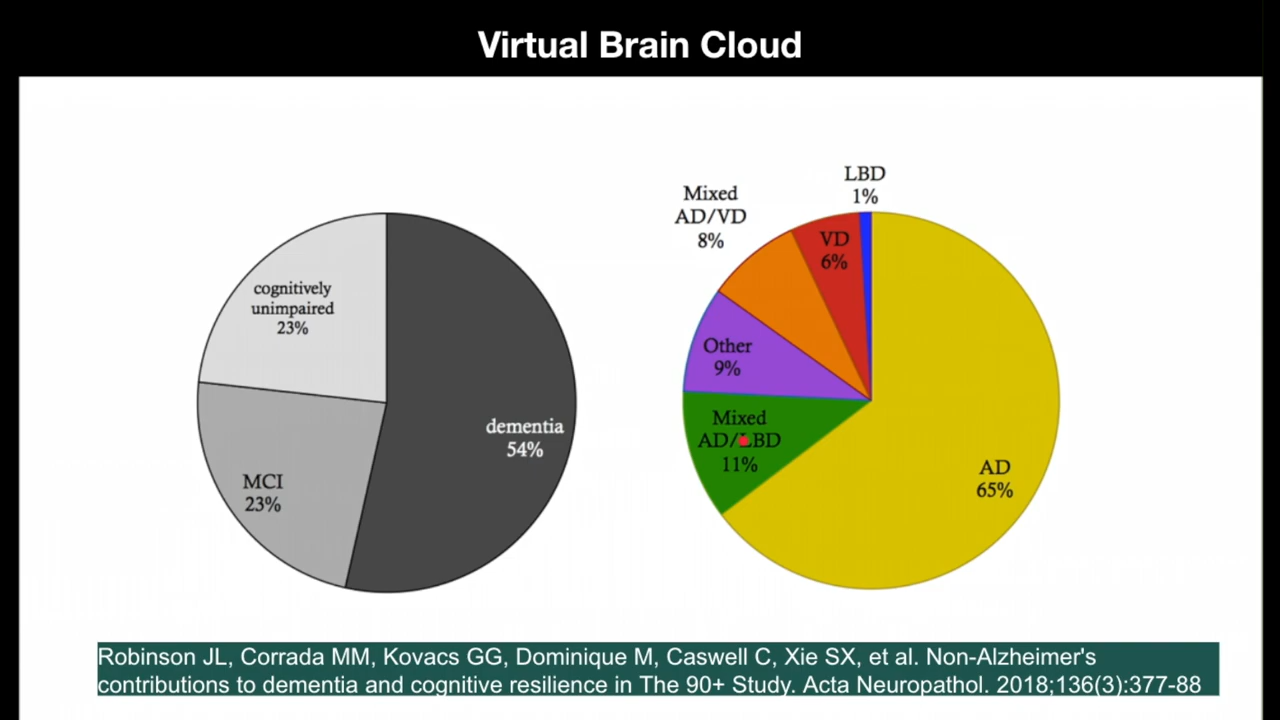 Virtual Brain Cloud
cognitively
unimpaired
23%
MCI
23%
dementia
54%
Mixed
AD/VD
8%
LBD
1%
VD
6%
Other
9%
Mixed
AD/LBD
11%
AD
65%
Robinson JL, Corrada MM, Kovacs GG, Dominique M, Caswell C, Xie SX, et al. Non-Alzheimer's
contributions to dementia and cognitive resilience in The 90+ Study. Acta Neuropathol. 2018;136(3):377-88